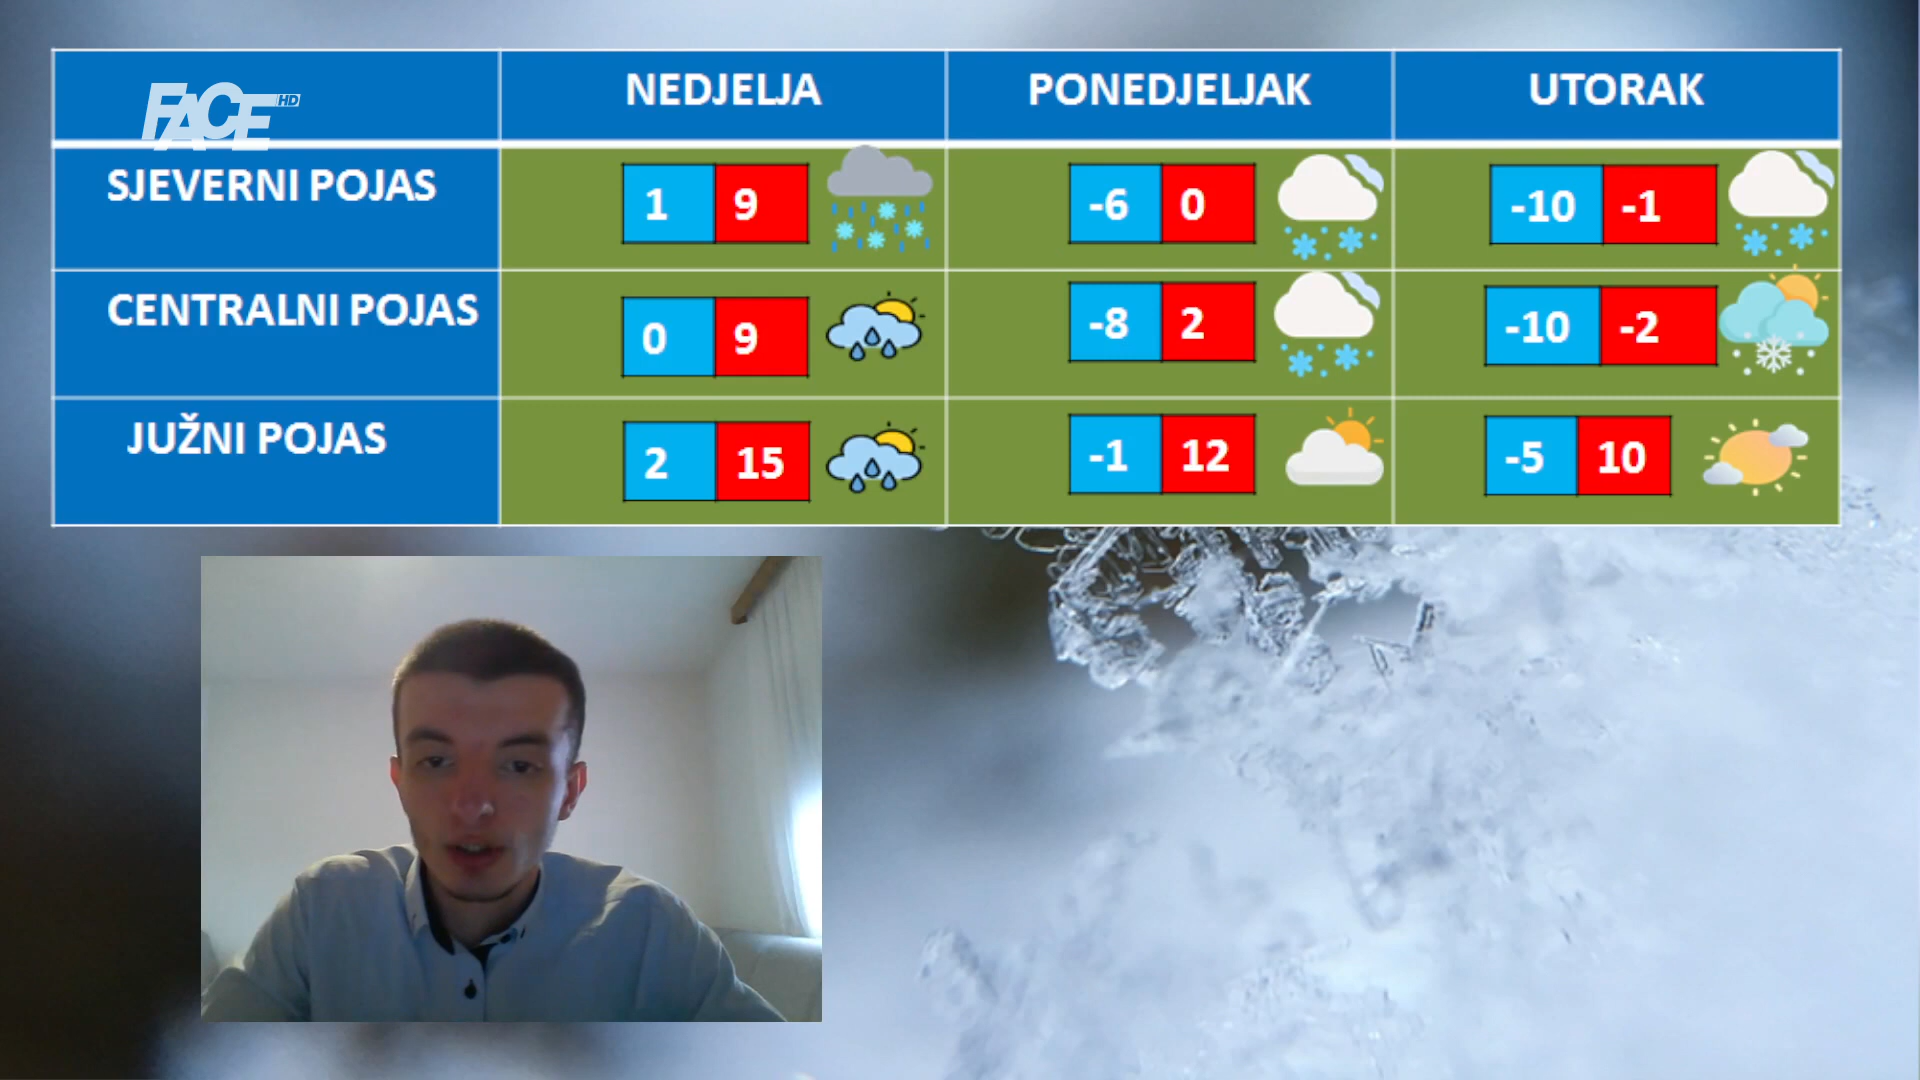 FACE HD
NEDJELJA PONEDJELJAK UTORAK
SJEVERNI POJAS 1 9 -6 0 -10 -1
CENTRALNI POJAS 0 9 -8 2 -10 -2
JUŽNI POJAS 2 15 -1 12 -5 10